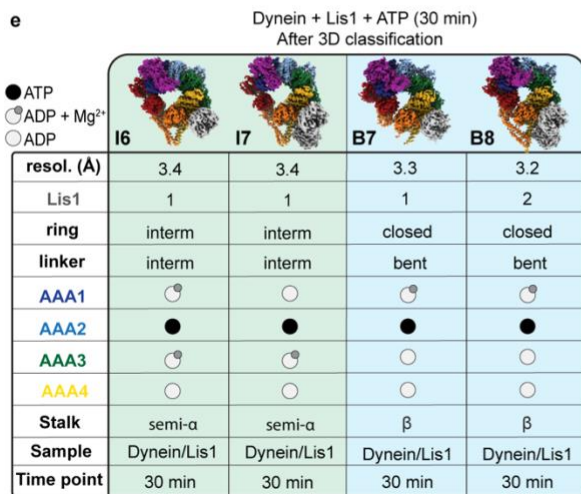 e
Dynein + Lis1 + ATP (30 min)
After 3D classification
ATP
ADP + Mg²⁺
ADP
I6 I7 B7 B8
resol. (Å) 3.4 3.4 3.3 3.2
Lis1 1 1 1 2
ring interm interm closed closed
linker interm interm bent bent
AAA1
AAA2
AAA3
AAA4
Stalk semi-α semi-α β β
Sample Dynein/Lis1 Dynein/Lis1 Dynein/Lis1 Dynein/Lis1
Time point 30 min 30 min 30 min 30 min